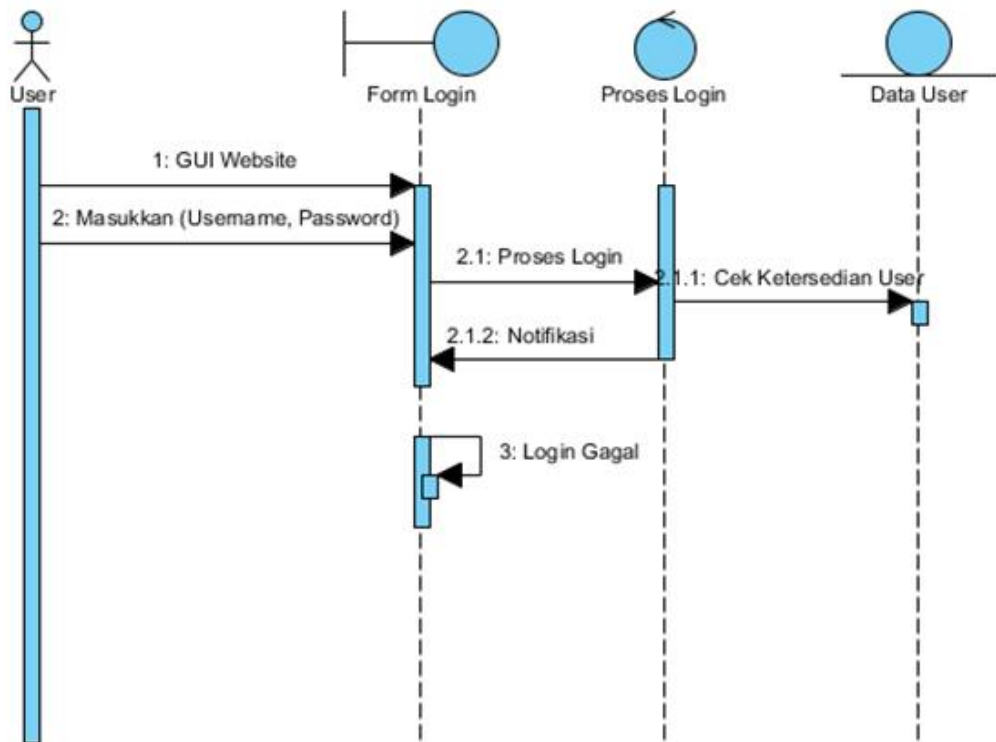 User
Form Login
Proses Login
Data User
1: GUI Website
2: Masukkan (Username, Password)
2.1: Proses Login
2.1.1: Cek Ketersedian User
2.1.2: Notifikasi
3: Login Gagal